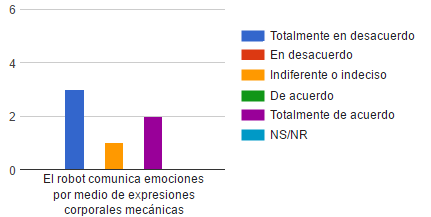 6
4
2
0
El robot comunica emociones
por medio de expresiones
corporales mecánicas
Totalmente en desacuerdo
En desacuerdo
Indiferente o indeciso
De acuerdo
Totalmente de acuerdo
NS/NR